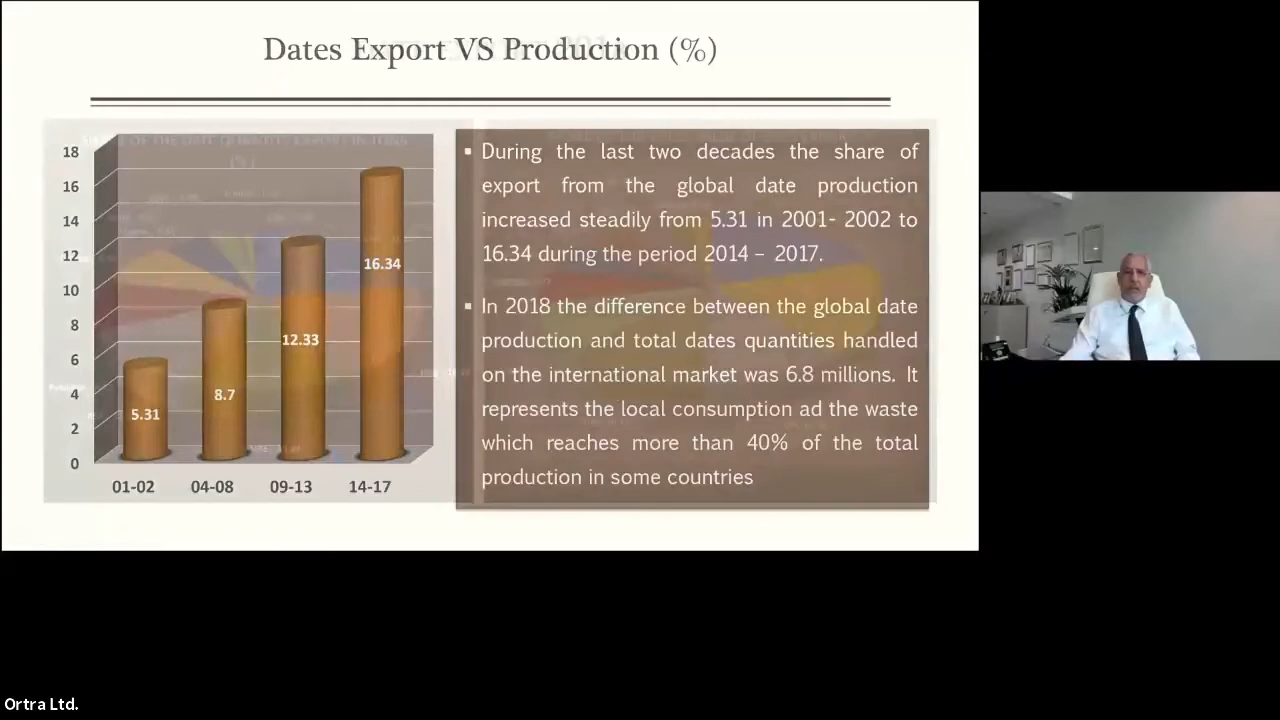 Dates Export VS Production (%)
18
16
14
12
10
8
6
4
2
0
5.31
8.7
12.33
16.34
01-02
04-08
09-13
14-17
▪ During the last two decades the share of
export from the global date production
increased steadily from 5.31 in 2001- 2002 to
16.34 during the period 2014 – 2017.
▪ In 2018 the difference between the global date
production and total dates quantities handled
on the international market was 6.8 millions. It
represents the local consumption ad the waste
which reaches more than 40% of the total
production in some countries
Ortra Ltd.